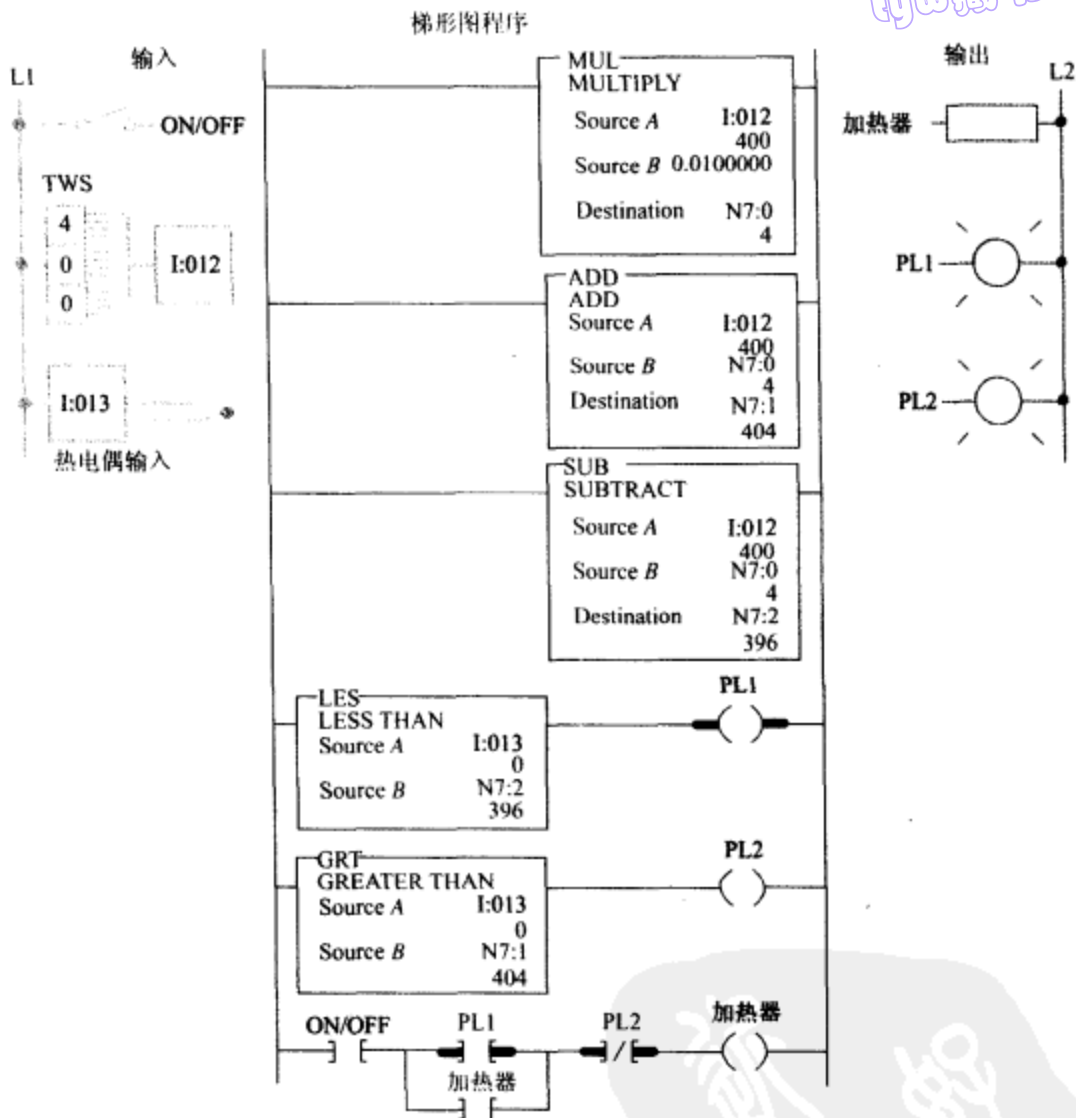 梯形图程序
输入
L1
ON/OFF
TWS
4
0
0
I:012
I:013
热电偶输入
MUL
MULTIPLY
Source A I:012
400
Source B 0.0100000
Destination N7:0
4
ADD
ADD
Source A I:012
400
Source B N7:0
4
Destination N7:1
404
SUB
SUBTRACT
Source A I:012
400
Source B N7:0
4
Destination N7:2
396
LES
LESS THAN
Source A I:013
0
Source B N7:2
396
PL1
GRT
GREATER THAN
Source A I:013
0
Source B N7:1
404
PL2
ON/OFF
PL1
PL2
加热器
加热器
输出
L2
加热器
PL1
PL2